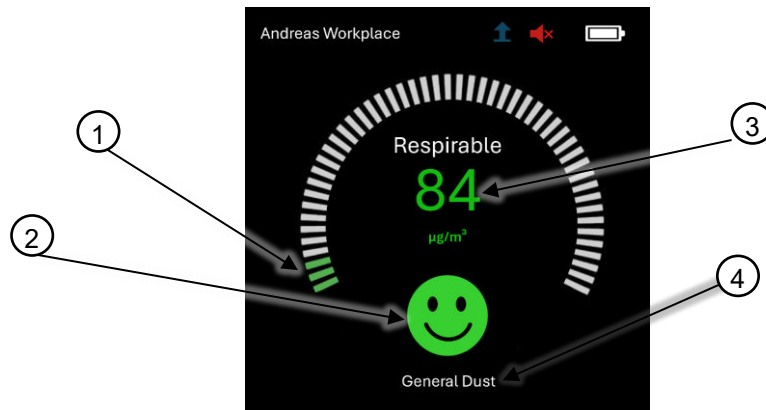 Andreas Workplace
1
3
Respirable
84
µg/m³
2
4
General Dust